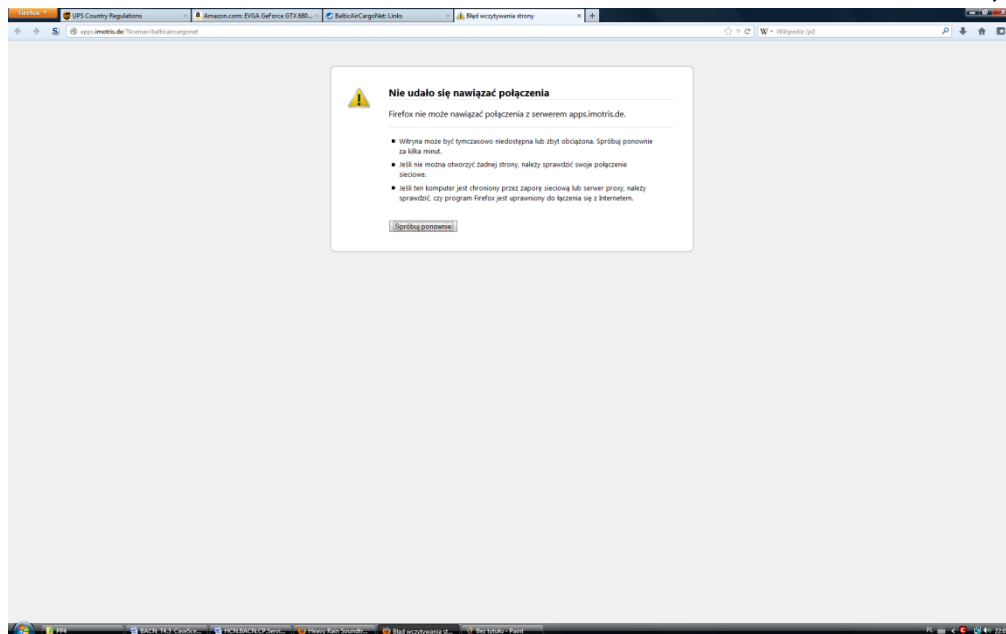 Firefox
UPS Country Regulations
Amazon.com: EVGA GeForce GTX 680...
BalticAirCargoNet: Links
Błąd wczytywania strony
apps.imotris.de/?license=balticaircargonet
Wikipedia (pl)
Nie udało się nawiązać połączenia
Firefox nie może nawiązać połączenia z serwerem apps.imotris.de.
Witryna może być tymczasowo niedostępna lub zbyt obciążona. Spróbuj ponownie
za kilka minut.
Jeśli nie można otworzyć żadnej strony, należy sprawdzić swoje połączenie
sieciowe.
Jeśli ten komputer jest chroniony przez zaporę sieciową lub serwer proxy, należy
sprawdzić, czy program Firefox jest uprawniony do łączenia się z Internetem.
Spróbuj ponownie
PP4
BACN_T4.3_CaseSce...
HCN.BACN.CP.Servi...
Heavy Rain Soundtr...
Błąd wczytywania st...
Bez tytułu - Paint
PL